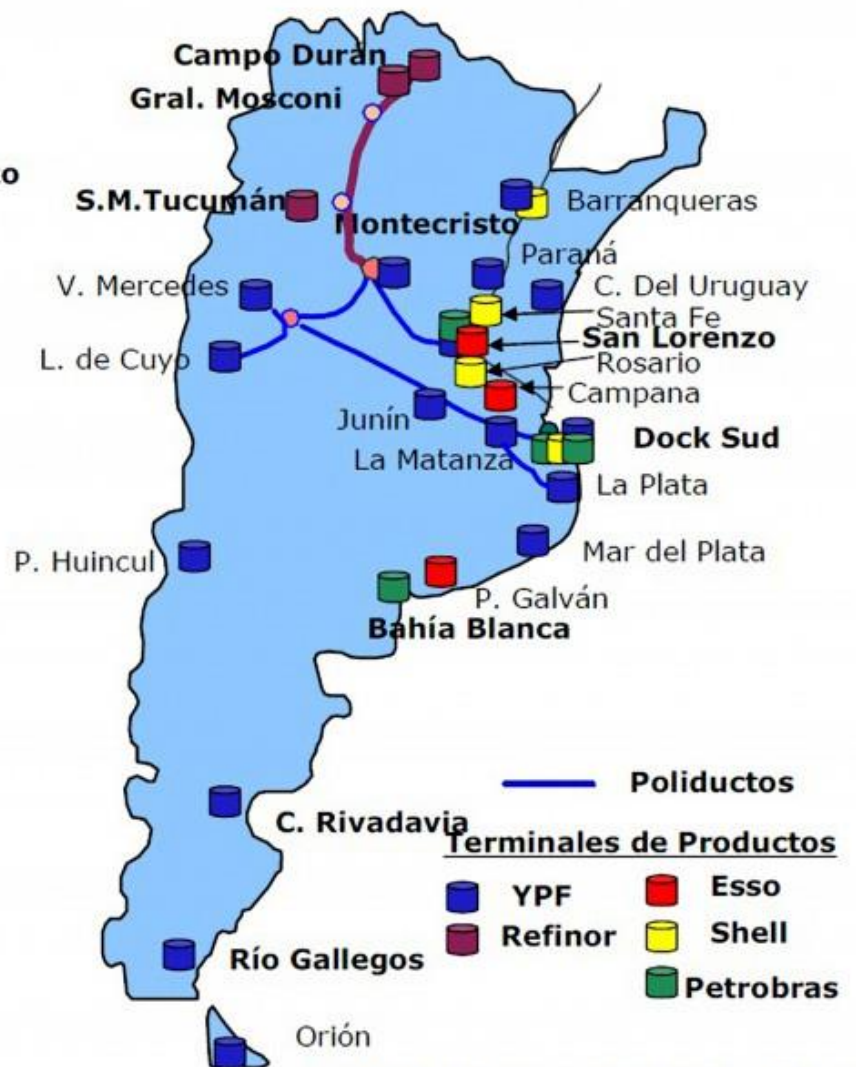 Campo Durán
Gral. Mosconi
to
S.M.Tucumán
Barranqueras
Montecristo
Paraná
V. Mercedes
C. Del Uruguay
Santa Fe
San Lorenzo
L. de Cuyo
Rosario
Campana
Junín
Dock Sud
La Matanza
La Plata
P. Huincul
Mar del Plata
P. Galván
Bahía Blanca
Poliductos
C. Rivadavia
Terminales de Productos
YPF
Esso
Refinor
Shell
Río Gallegos
Petrobras
Orión